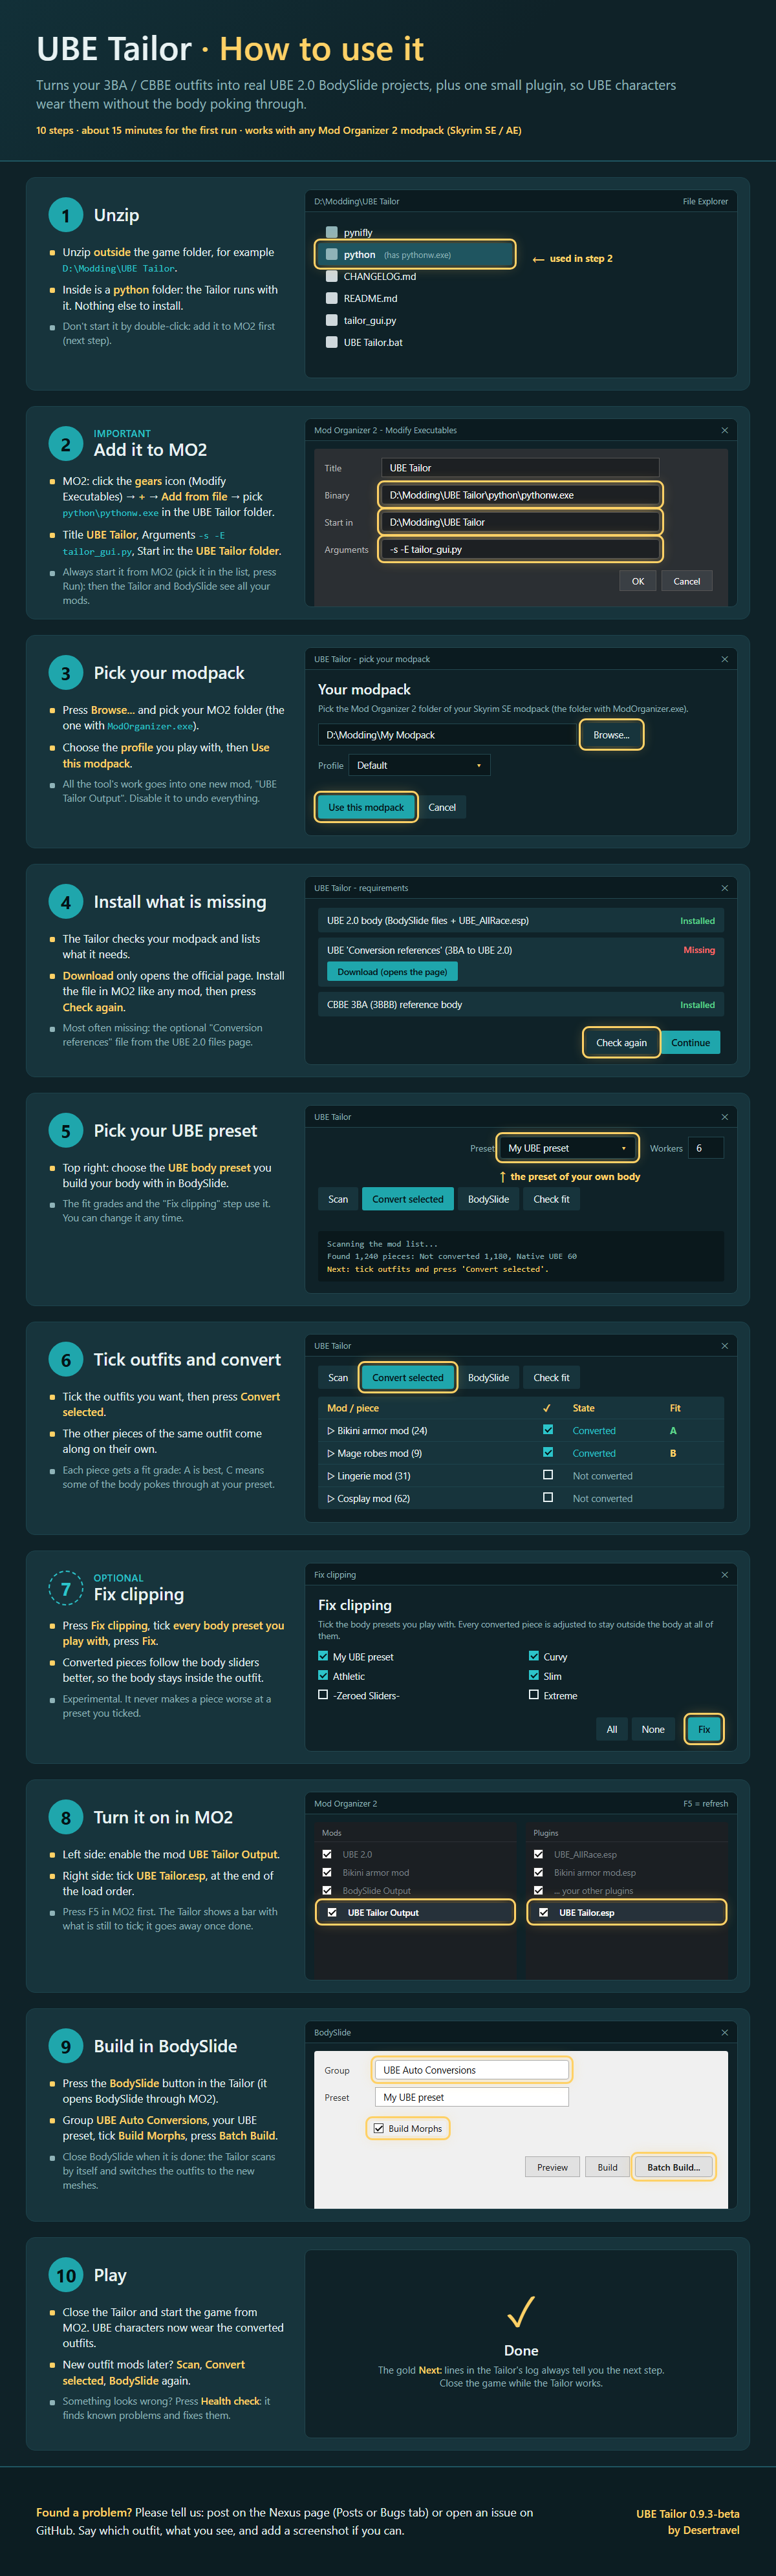 UBE Tailor · How to use it
Turns your 3BA / CBBE outfits into real UBE 2.0 BodySlide projects, plus one small plugin, so UBE characters
wear them without the body poking through.
10 steps · about 15 minutes for the first run · works with any Mod Organizer 2 modpack (Skyrim SE / AE)
1
Unzip
Unzip outside the game folder, for example
D:\Modding\UBE Tailor.
Inside is a python folder: the Tailor runs with
it. Nothing else to install.
Don't start it by double-click: add it to MO2 first
(next step).
D:\Modding\UBE Tailor
File Explorer
pynifly
python (has pythonw.exe)
← used in step 2
CHANGELOG.md
README.md
tailor_gui.py
UBE Tailor.bat
2
IMPORTANT
Add it to MO2
MO2: click the gears icon (Modify
Executables) → + → Add from file → pick
python\pythonw.exe in the UBE Tailor folder.
Title UBE Tailor, Arguments -s -E
tailor_gui.py, Start in: the UBE Tailor folder.
Always start it from MO2 (pick it in the list, press
Run): then the Tailor and BodySlide see all your
mods.
Mod Organizer 2 - Modify Executables
Title UBE Tailor
Binary D:\Modding\UBE Tailor\python\pythonw.exe
Start in D:\Modding\UBE Tailor
Arguments -s -E tailor_gui.py
OK Cancel
3
Pick your modpack
Press Browse... and pick your MO2 folder (the
one with ModOrganizer.exe).
Choose the profile you play with, then Use
this modpack.
All the tool's work goes into one new mod, "UBE
Tailor Output". Disable it to undo everything.
UBE Tailor - pick your modpack
Your modpack
Pick the Mod Organizer 2 folder of your Skyrim SE modpack (the folder with ModOrganizer.exe).
D:\Modding\My Modpack Browse...
Profile Default
Use this modpack Cancel
4
Install what is missing
The Tailor checks your modpack and lists
what it needs.
Download only opens the official page. Install
the file in MO2 like any mod, then press
Check again.
Most often missing: the optional "Conversion
references" file from the UBE 2.0 files page.
UBE Tailor - requirements
UBE 2.0 body (BodySlide files + UBE_AllRace.esp) Installed
UBE 'Conversion references' (3BA to UBE 2.0) Missing
Download (opens the page)
CBBE 3BA (3BBB) reference body Installed
Check again Continue
5
Pick your UBE preset
Top right: choose the UBE body preset you
build your body with in BodySlide.
The fit grades and the "Fix clipping" step use it.
You can change it any time.
UBE Tailor
Preset My UBE preset Workers 6
↑ the preset of your own body
Scan Convert selected BodySlide Check fit
Scanning the mod list...
Found 1,240 pieces: Not converted 1,180, Native UBE 60
Next: tick outfits and press 'Convert selected'.
6
Tick outfits and convert
Tick the outfits you want, then press Convert
selected.
The other pieces of the same outfit come
along on their own.
Each piece gets a fit grade: A is best, C means
some of the body pokes through at your preset.
UBE Tailor
Scan Convert selected BodySlide Check fit
Mod / piece ✓ State Fit
Bikini armor mod (24) Converted A
Mage robes mod (9) Converted B
Lingerie mod (31) Not converted
Cosplay mod (62) Not converted
7
OPTIONAL
Fix clipping
Press Fix clipping, tick every body preset you
play with, press Fix.
Converted pieces follow the body sliders
better, so the body stays inside the outfit.
Experimental. It never makes a piece worse at a
preset you ticked.
Fix clipping
Fix clipping
Tick the body presets you play with. Every converted piece is adjusted to stay outside the body at all of
them.
My UBE preset Curvy
Athletic Slim
-Zeroed Sliders- Extreme
All None Fix
8
Turn it on in MO2
Left side: enable the mod UBE Tailor Output.
Right side: tick UBE Tailor.esp, at the end of
the load order.
Press F5 in MO2 first. The Tailor shows a bar with
what is still to tick; it goes away once done.
Mod Organizer 2
F5 = refresh
Mods
UBE 2.0
Bikini armor mod
BodySlide Output
UBE Tailor Output
Plugins
UBE_AllRace.esp
Bikini armor mod.esp
... your other plugins
UBE Tailor.esp
9
Build in BodySlide
Press the BodySlide button in the Tailor (it
opens BodySlide through MO2).
Group UBE Auto Conversions, your UBE
preset, tick Build Morphs, press Batch Build.
Close BodySlide when it is done: the Tailor scans
by itself and switches the outfits to the new
meshes.
BodySlide
Group UBE Auto Conversions
Preset My UBE preset
Build Morphs
Preview Build Batch Build...
10
Play
Close the Tailor and start the game from
MO2. UBE characters now wear the converted
outfits.
New outfit mods later? Scan, Convert
selected, BodySlide again.
Something looks wrong? Press Health check: it
finds known problems and fixes them.
✓
Done
The gold Next: lines in the Tailor's log always tell you the next step.
Close the game while the Tailor works.
Found a problem? Please tell us: post on the Nexus page (Posts or Bugs tab) or open an issue on
GitHub. Say which outfit, what you see, and add a screenshot if you can.
UBE Tailor 0.9.3-beta
by Desertravel